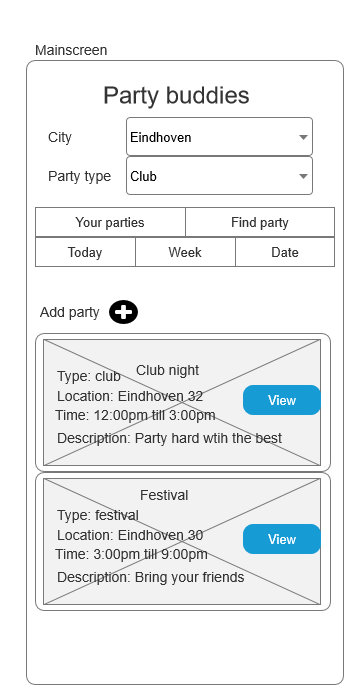 Mainscreen
Party buddies
City Eindhoven
Party type Club
Your parties Find party
Today Week Date
Add party
Club night
Type: club
Location: Eindhoven 32
View
Time: 12:00pm till 3:00pm
Description: Party hard wtih the best
Festival
Type: festival
Location: Eindhoven 30
View
Time: 3:00pm till 9:00pm
Description: Bring your friends